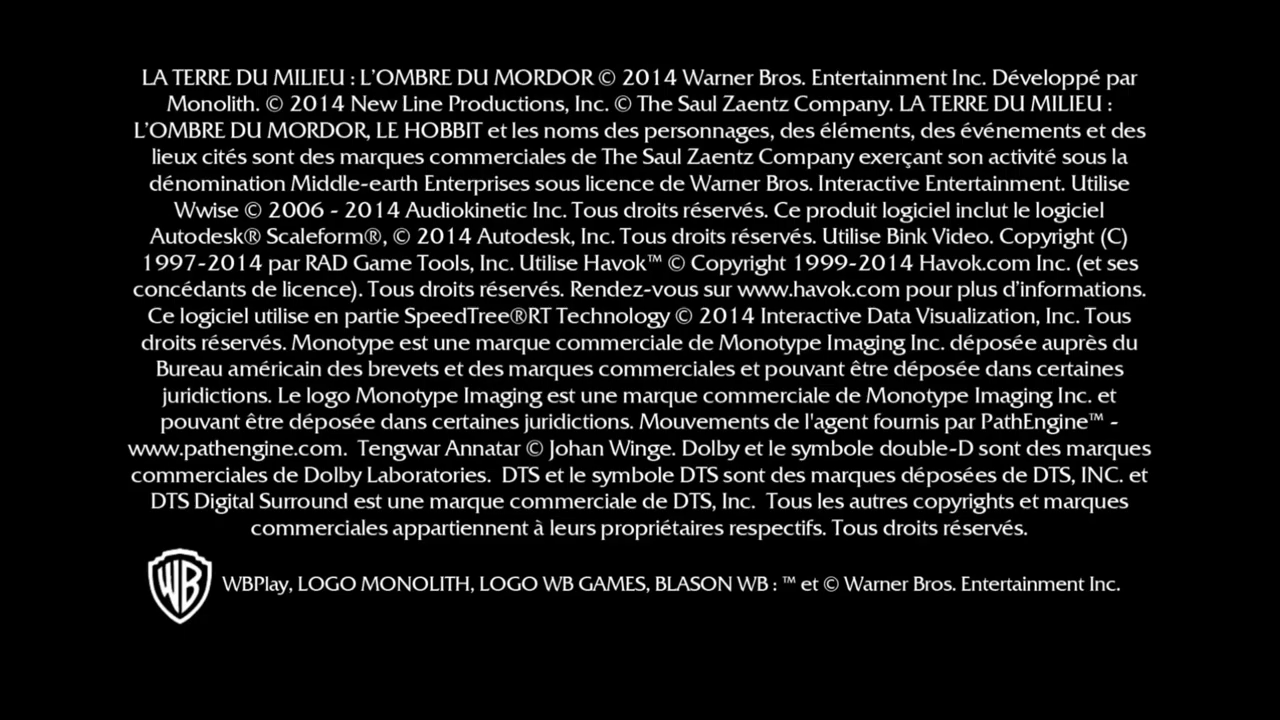 LA TERRE DU MILIEU : L’OMBRE DU MORDOR © 2014 Warner Bros. Entertainment Inc. Développé par
Monolith. © 2014 New Line Productions, Inc. © The Saul Zaentz Company. LA TERRE DU MILIEU :
L’OMBRE DU MORDOR, LE HOBBIT et les noms des personnages, des éléments, des événements et des
lieux cités sont des marques commerciales de The Saul Zaentz Company exerçant son activité sous la
dénomination Middle-earth Enterprises sous licence de Warner Bros. Interactive Entertainment. Utilise
Wwise © 2006 - 2014 Audiokinetic Inc. Tous droits réservés. Ce produit logiciel inclut le logiciel
Autodesk® Scaleform®, © 2014 Autodesk, Inc. Tous droits réservés. Utilise Bink Video. Copyright (C)
1997-2014 par RAD Game Tools, Inc. Utilise Havok™ © Copyright 1999-2014 Havok.com Inc. (et ses
concédants de licence). Tous droits réservés. Rendez-vous sur www.havok.com pour plus d’informations.
Ce logiciel utilise en partie SpeedTree®RT Technology © 2014 Interactive Data Visualization, Inc. Tous
droits réservés. Monotype est une marque commerciale de Monotype Imaging Inc. déposée auprès du
Bureau américain des brevets et des marques commerciales et pouvant être déposée dans certaines
juridictions. Le logo Monotype Imaging est une marque commerciale de Monotype Imaging Inc. et
pouvant être déposée dans certaines juridictions. Mouvements de l'agent fournis par PathEngine™ -
www.pathengine.com.  Tengwar Annatar © Johan Winge. Dolby et le symbole double-D sont des marques
commerciales de Dolby Laboratories.  DTS et le symbole DTS sont des marques déposées de DTS, INC. et
DTS Digital Surround est une marque commerciale de DTS, Inc.  Tous les autres copyrights et marques
commerciales appartiennent à leurs propriétaires respectifs. Tous droits réservés.
WB WBPlay, LOGO MONOLITH, LOGO WB GAMES, BLASON WB : ™ et © Warner Bros. Entertainment Inc.